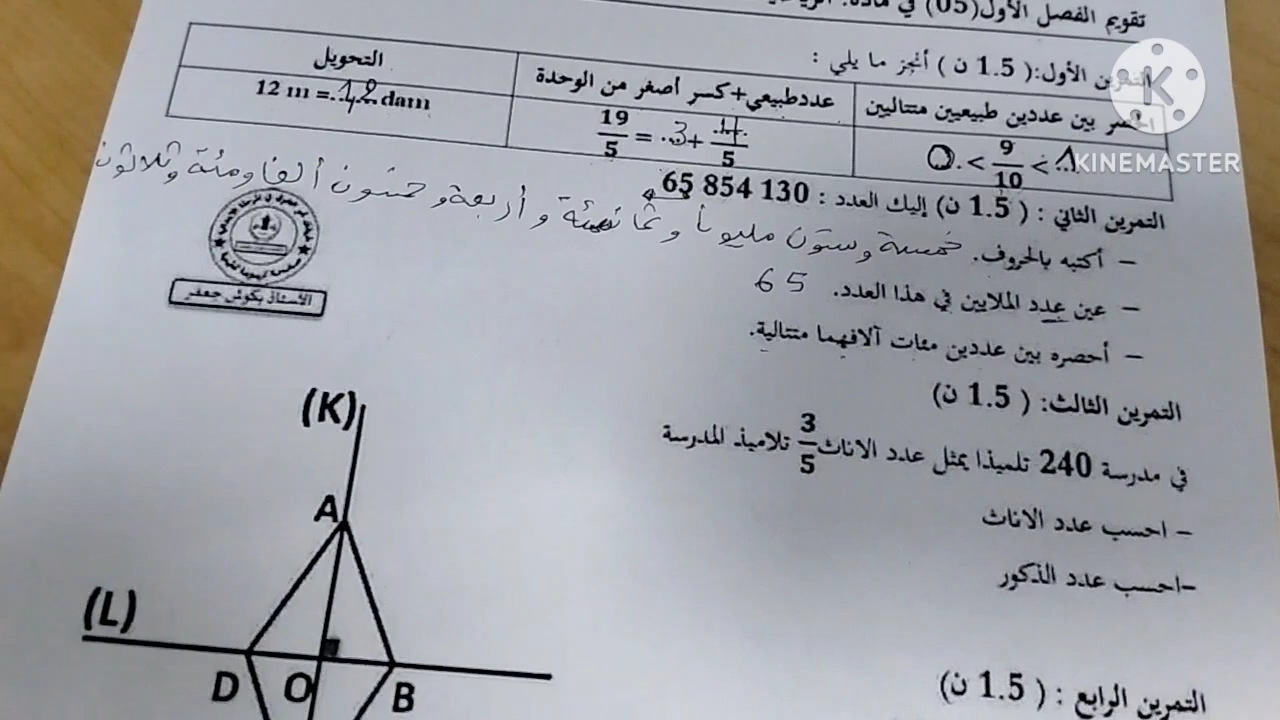 تقويم الفصل الأول(05) في مادة:
التمرين الأول:( 1.5 ن ) أنجز ما يلي :
الحصر بين عددين طبيعيين متتاليين
عددطبيعي+كسر أصغر من الوحدة
التحويل
0 < 9/10 < 1
19/5 = 3 + 4/5
12 m = 1,2 dam
KINEMASTER
التمرين الثاني : ( 1.5 ن) إليك العدد : 130 854 65
– أكتبه بالحروف. خمسة وستون مليونا وثمانمئة وأربعة وخمسون ألفا ومئة وثلاثون
– عين عدد الملايين في هذا العدد. 65
– أحصره بين عددين مئات آلافهما متتالية.
الأستاذ بكوش جعفر
التمرين الثالث: ( 1.5 ن)
في مدرسة 240 تلميذا يمثل عدد الاناث 3/5 تلاميذ المدرسة
– احسب عدد الاناث
-احسب عدد الذكور
التمرين الرابع : ( 1.5 ن)
(K)
A
(L)
D
O
B